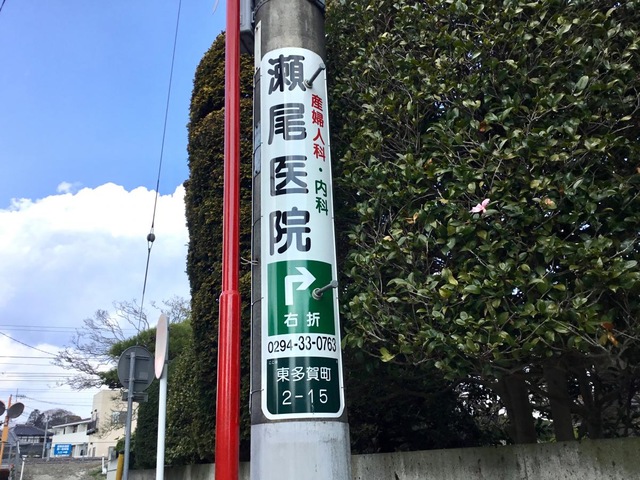 瀬尾医院
産婦人科・内科
右折
0294-33-0763
東多賀町
2-15